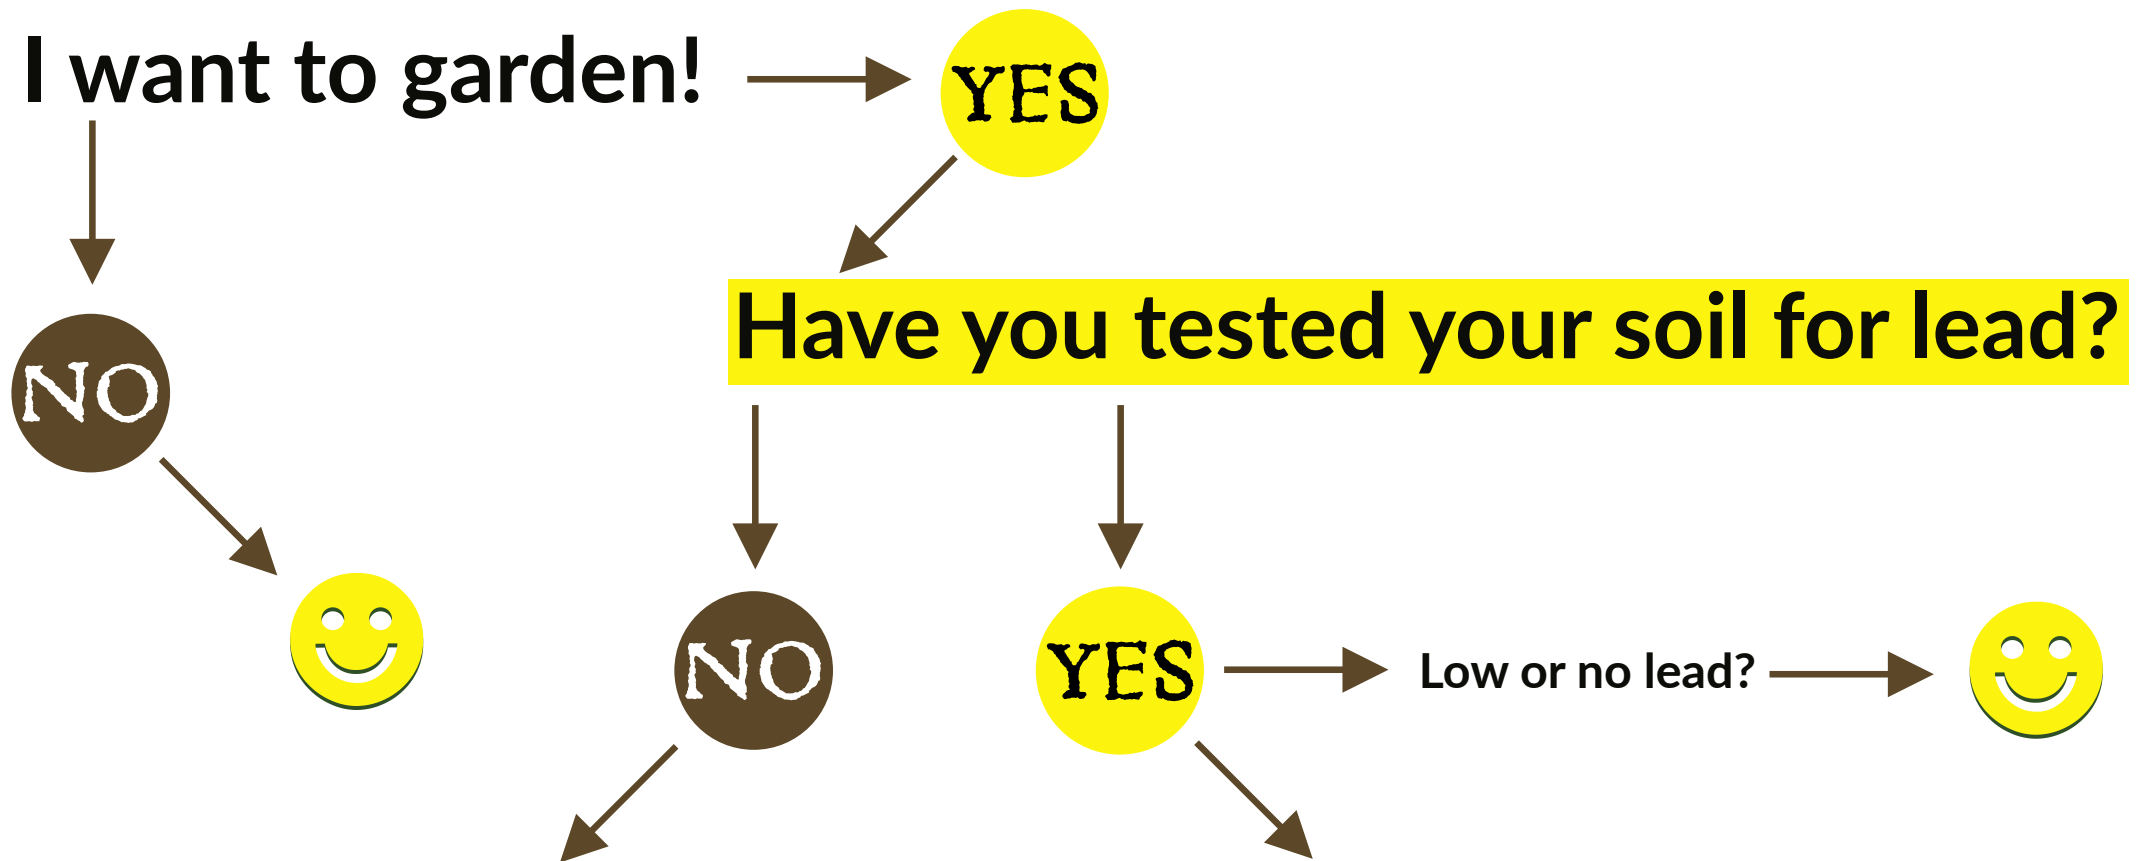 I want to garden!
YES
Have you tested your soil for lead?
NO
NO
YES
Low or no lead?